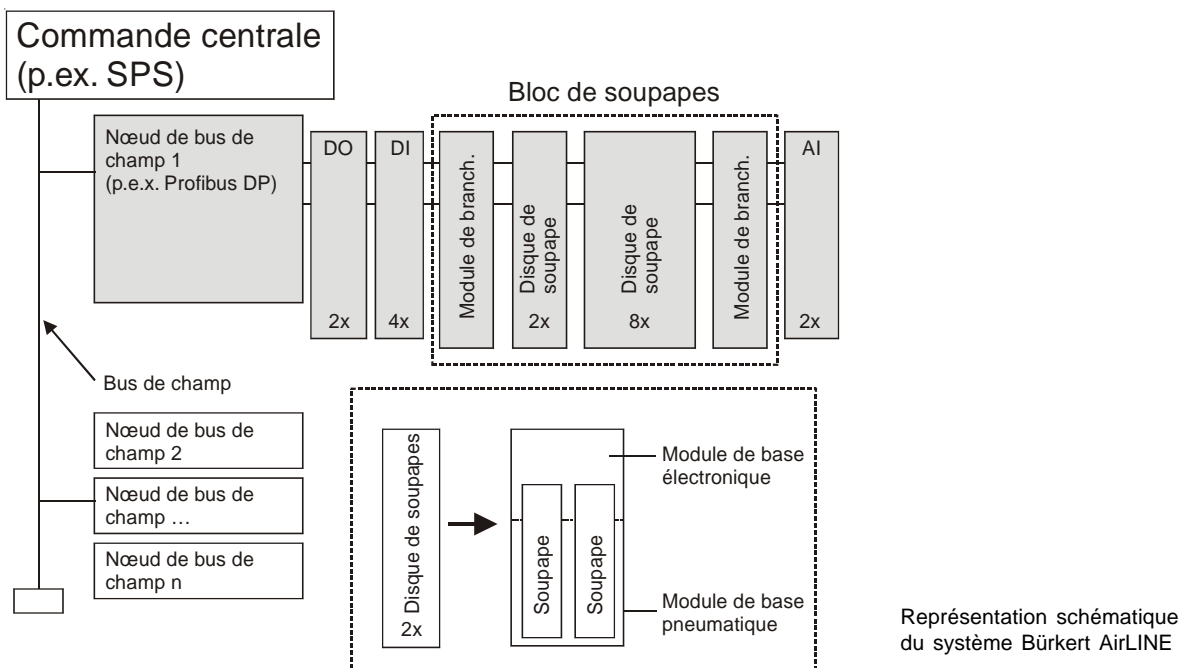 Commande centrale
(p.ex. SPS)
Bloc de soupapes
Nœud de bus de
champ 1
(p.e.x. Profibus DP)
DO
2x
DI
4x
Module de branch.
Disque de
soupape
2x
Disque de
soupape
8x
Module de branch.
AI
2x
Bus de champ
Nœud de bus de
champ 2
Nœud de bus de
champ …
Nœud de bus de
champ n
Disque de soupapes
2x
Soupape
Soupape
Module de base
électronique
Module de base
pneumatique
Représentation schématique
du système Bürkert AirLINE